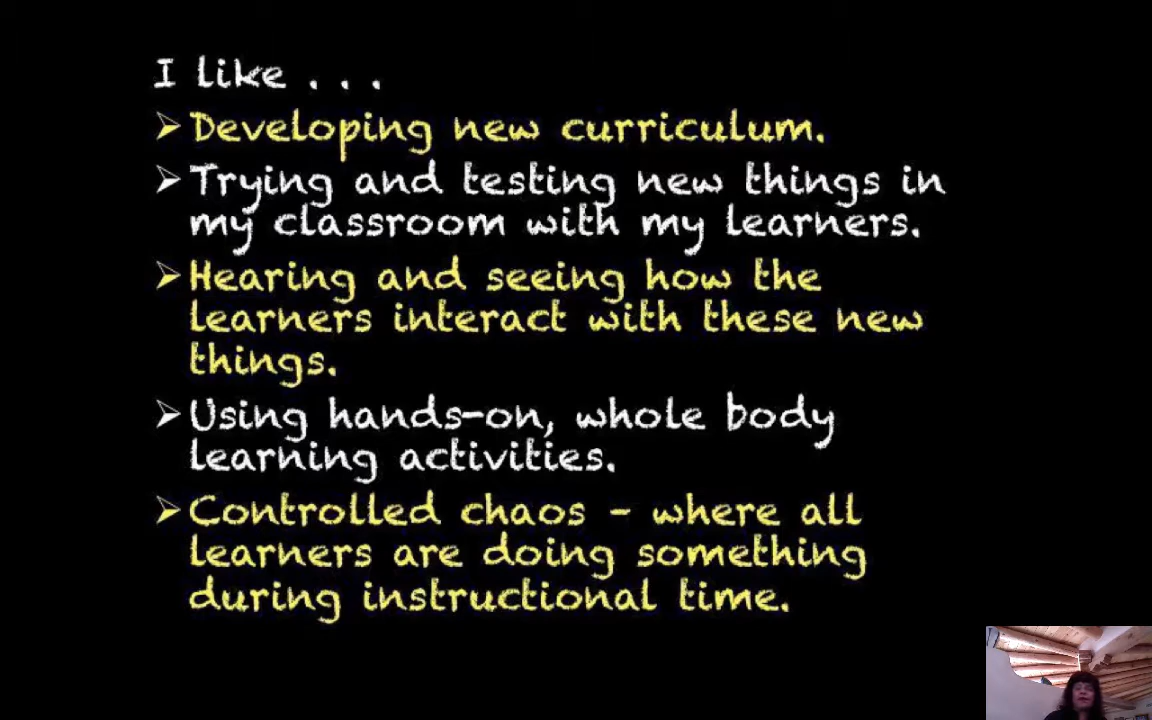 I like . . .
➢Developing new curriculum.
➢Trying and testing new things in
my classroom with my learners.
➢Hearing and seeing how the
learners interact with these new
things.
➢Using hands-on, whole body
learning activities.
➢Controlled chaos – where all
learners are doing something
during instructional time.